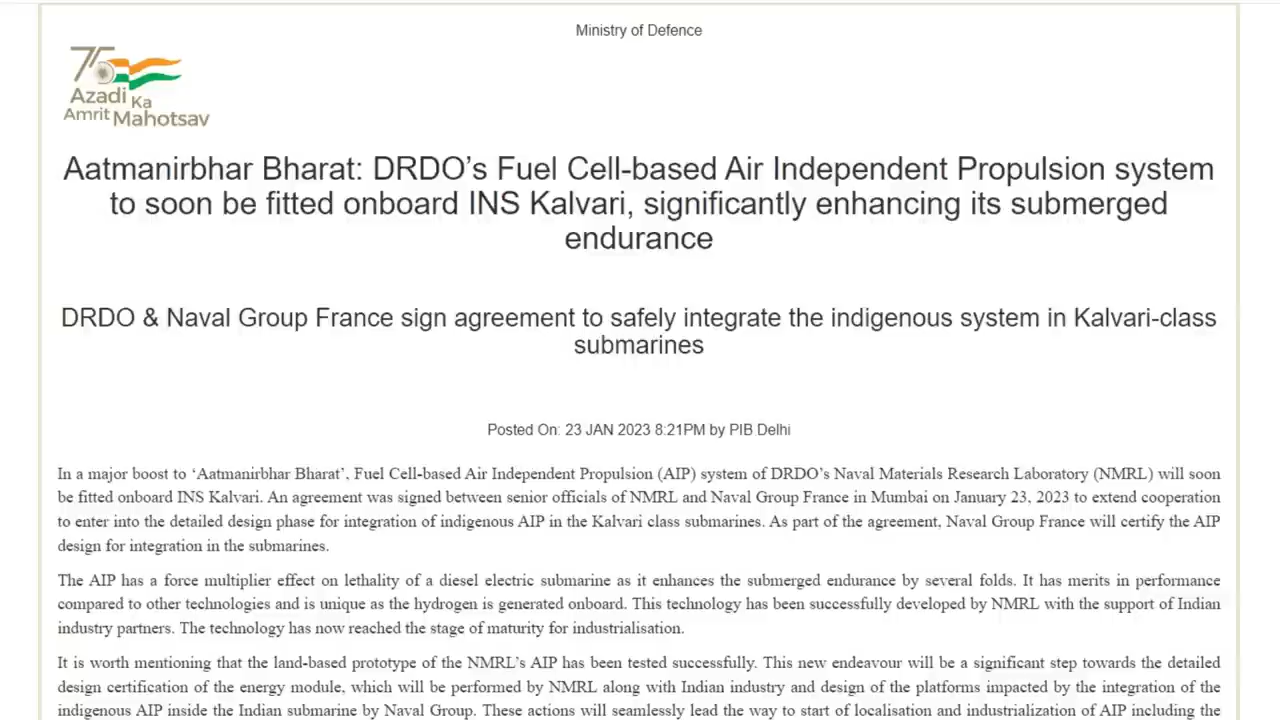 Ministry of Defence
75
Azadi Ka
Amrit Mahotsav
Aatmanirbhar Bharat: DRDO’s Fuel Cell-based Air Independent Propulsion system
to soon be fitted onboard INS Kalvari, significantly enhancing its submerged
endurance
DRDO & Naval Group France sign agreement to safely integrate the indigenous system in Kalvari-class
submarines
Posted On: 23 JAN 2023 8:21PM by PIB Delhi
In a major boost to ‘Aatmanirbhar Bharat’, Fuel Cell-based Air Independent Propulsion (AIP) system of DRDO’s Naval Materials Research Laboratory (NMRL) will soon
be fitted onboard INS Kalvari. An agreement was signed between senior officials of NMRL and Naval Group France in Mumbai on January 23, 2023 to extend cooperation
to enter into the detailed design phase for integration of indigenous AIP in the Kalvari class submarines. As part of the agreement, Naval Group France will certify the AIP
design for integration in the submarines.
The AIP has a force multiplier effect on lethality of a diesel electric submarine as it enhances the submerged endurance by several folds. It has merits in performance
compared to other technologies and is unique as the hydrogen is generated onboard. This technology has been successfully developed by NMRL with the support of Indian
industry partners. The technology has now reached the stage of maturity for industrialisation.
It is worth mentioning that the land-based prototype of the NMRL’s AIP has been tested successfully. This new endeavour will be a significant step towards the detailed
design certification of the energy module, which will be performed by NMRL along with Indian industry and design of the platforms impacted by the integration of the
indigenous AIP inside the Indian submarine by Naval Group. These actions will seamlessly lead the way to start of localisation and industrialization of AIP including the